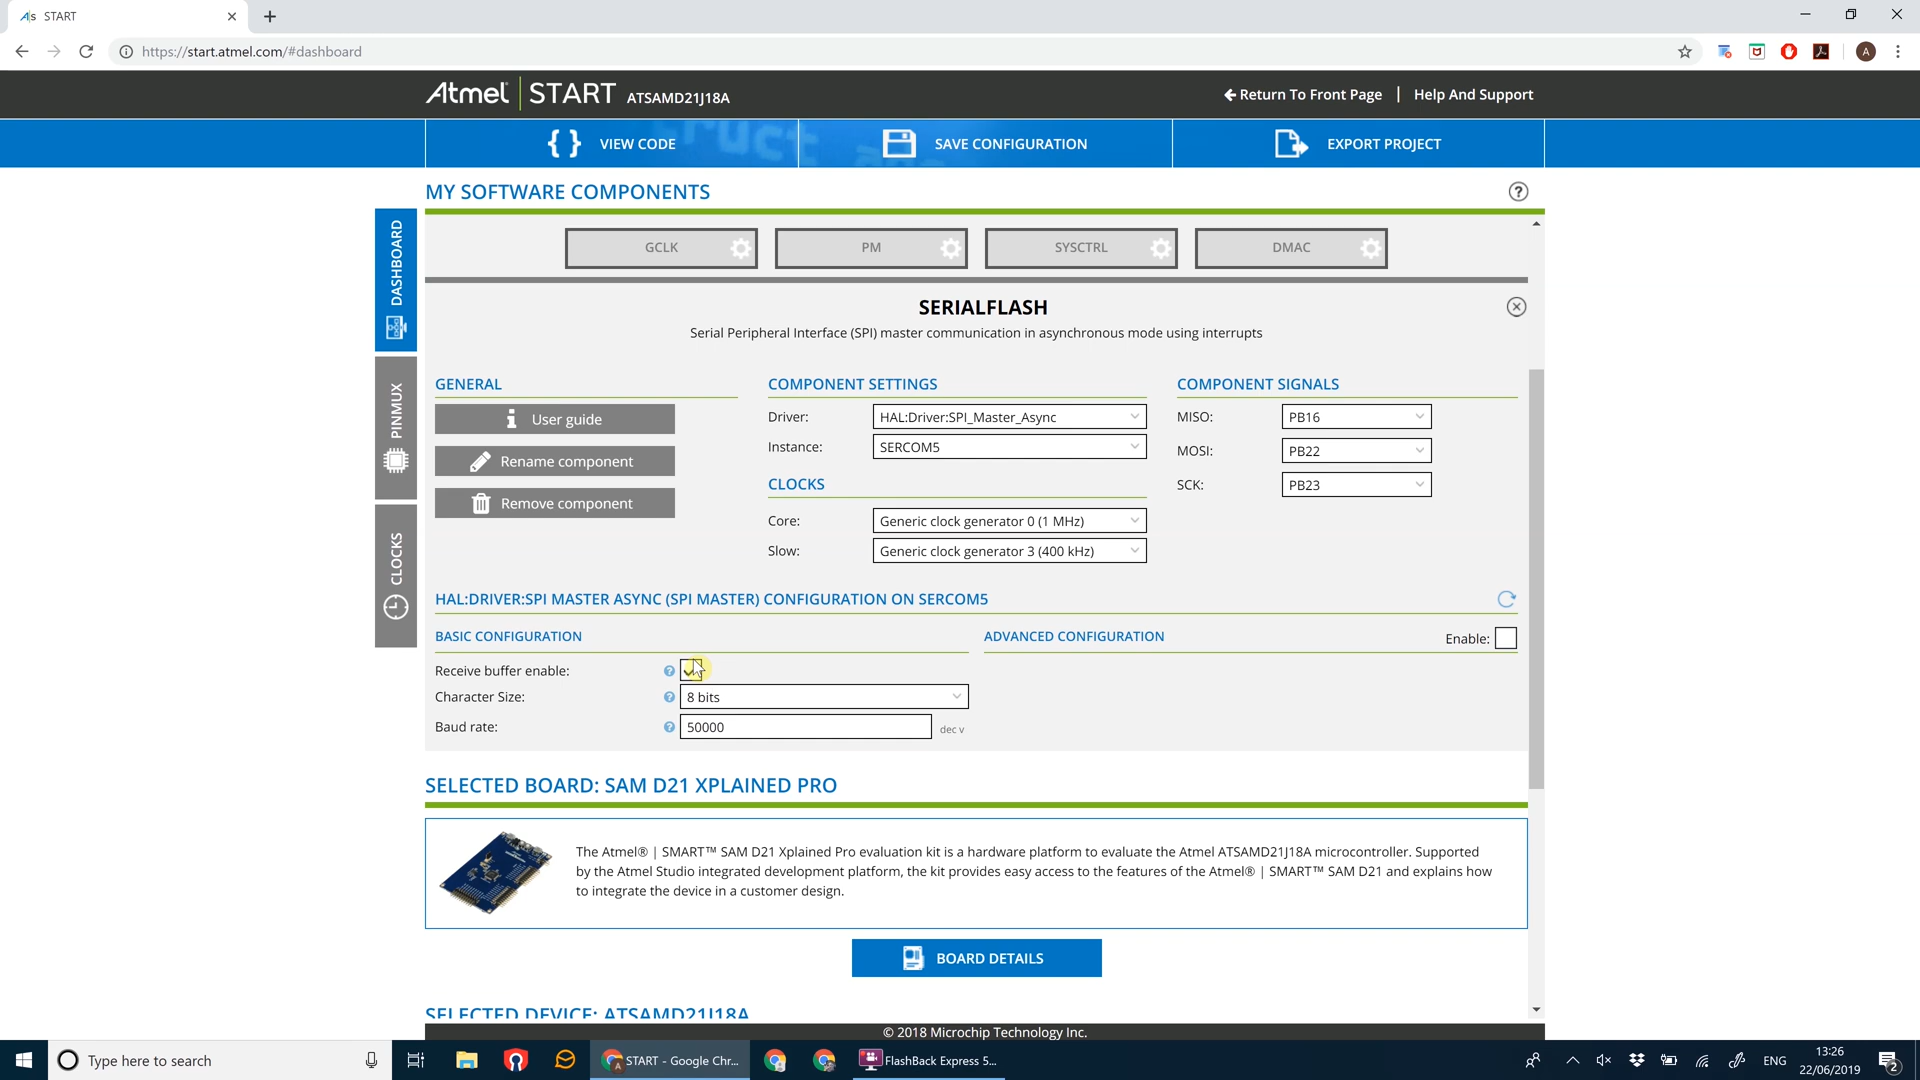 START
https://start.atmel.com/#dashboard
A
Atmel START ATSAMD21J18A
Return To Front Page | Help And Support
{ } VIEW CODE
SAVE CONFIGURATION
EXPORT PROJECT
MY SOFTWARE COMPONENTS
?
DASHBOARD
PINMUX
CLOCKS
GCLK
PM
SYSCTRL
DMAC
SERIALFLASH
Serial Peripheral Interface (SPI) master communication in asynchronous mode using interrupts
GENERAL
User guide
Rename component
Remove component
COMPONENT SETTINGS
Driver: HAL:Driver:SPI_Master_Async
Instance: SERCOM5
CLOCKS
Core: Generic clock generator 0 (1 MHz)
Slow: Generic clock generator 3 (400 kHz)
COMPONENT SIGNALS
MISO: PB16
MOSI: PB22
SCK: PB23
HAL:DRIVER:SPI MASTER ASYNC (SPI MASTER) CONFIGURATION ON SERCOM5
BASIC CONFIGURATION
Receive buffer enable: ?
Character Size: ? 8 bits
Baud rate: ? 50000 dec v
ADVANCED CONFIGURATION
Enable:
SELECTED BOARD: SAM D21 XPLAINED PRO
The Atmel® | SMART™ SAM D21 Xplained Pro evaluation kit is a hardware platform to evaluate the Atmel ATSAMD21J18A microcontroller. Supported
by the Atmel Studio integrated development platform, the kit provides easy access to the features of the Atmel® | SMART™ SAM D21 and explains how
to integrate the device in a customer design.
BOARD DETAILS
SELECTED DEVICE: ATSAMD21J18A
© 2018 Microchip Technology Inc.
Type here to search
START - Google Chr...
FlashBack Express 5...
ENG
13:26
22/06/2019
2